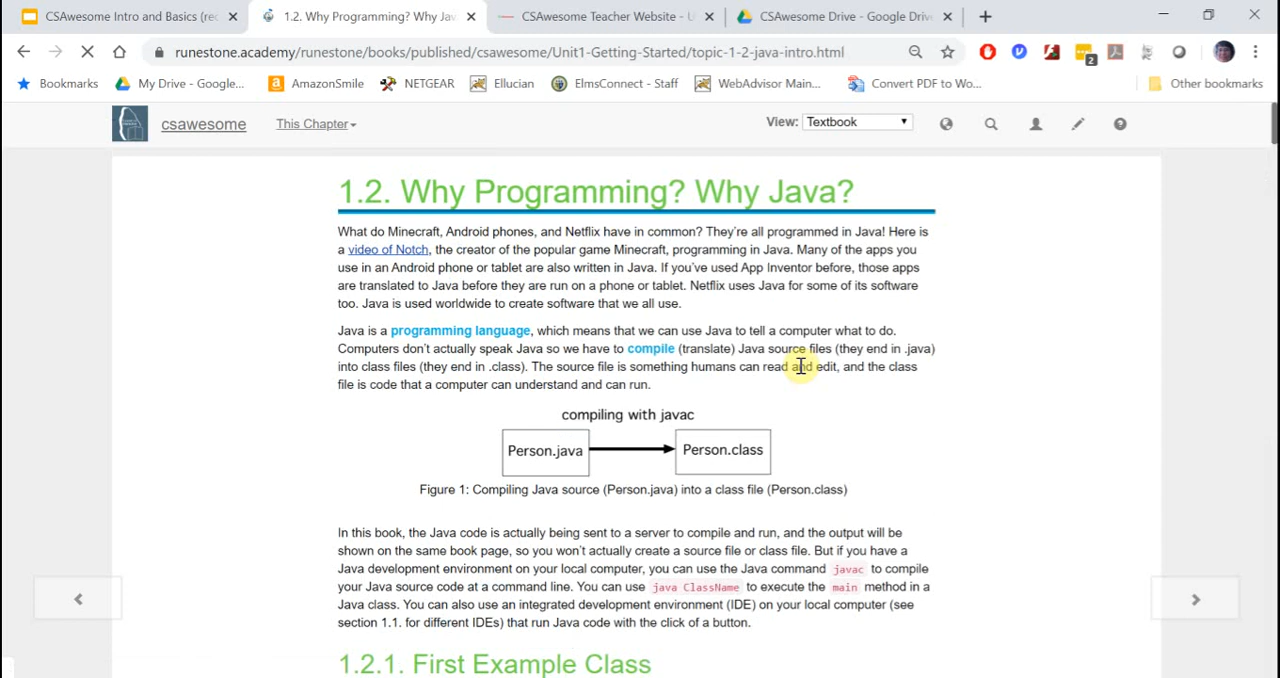 CSAwesome Intro and Basics (rec
1.2. Why Programming? Why Jav
CSAwesome Teacher Website - U
CSAwesome Drive - Google Driv
runestone.academy/runestone/books/published/csawesome/Unit1-Getting-Started/topic-1-2-java-intro.html
2
Bookmarks
My Drive - Google...
AmazonSmile
NETGEAR
Ellucian
ElmsConnect - Staff
WebAdvisor Main...
Convert PDF to Wo...
Other bookmarks
csawesome
This Chapter
View:
Textbook
1.2. Why Programming? Why Java?
What do Minecraft, Android phones, and Netflix have in common? They're all programmed in Java! Here is
a video of Notch, the creator of the popular game Minecraft, programming in Java. Many of the apps you
use in an Android phone or tablet are also written in Java. If you've used App Inventor before, those apps
are translated to Java before they are run on a phone or tablet. Netflix uses Java for some of its software
too. Java is used worldwide to create software that we all use.
Java is a programming language, which means that we can use Java to tell a computer what to do.
Computers don't actually speak Java so we have to compile (translate) Java source files (they end in .java)
into class files (they end in .class). The source file is something humans can read and edit, and the class
file is code that a computer can understand and can run.
compiling with javac
Person.java
Person.class
Figure 1: Compiling Java source (Person.java) into a class file (Person.class)
In this book, the Java code is actually being sent to a server to compile and run, and the output will be
shown on the same book page, so you won't actually create a source file or class file. But if you have a
Java development environment on your local computer, you can use the Java command javac to compile
your Java source code at a command line. You can use java ClassName to execute the main method in a
Java class. You can also use an integrated development environment (IDE) on your local computer (see
section 1.1. for different IDEs) that run Java code with the click of a button.
1.2.1. First Example Class